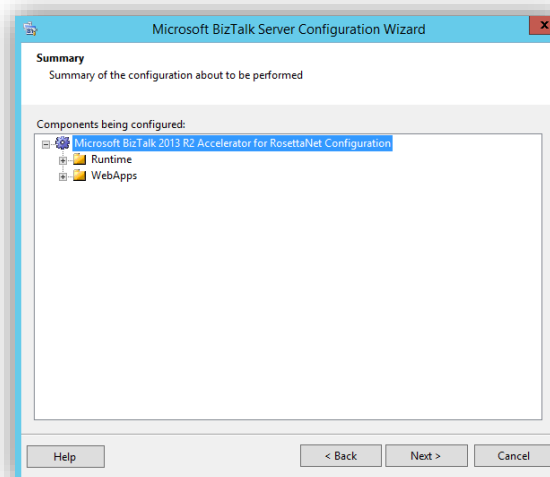 Microsoft BizTalk Server Configuration Wizard
x
Summary
Summary of the configuration about to be performed
Components being configured:
Microsoft BizTalk 2013 R2 Accelerator for RosettaNet Configuration
Runtime
WebApps
Help
< Back
Next >
Cancel